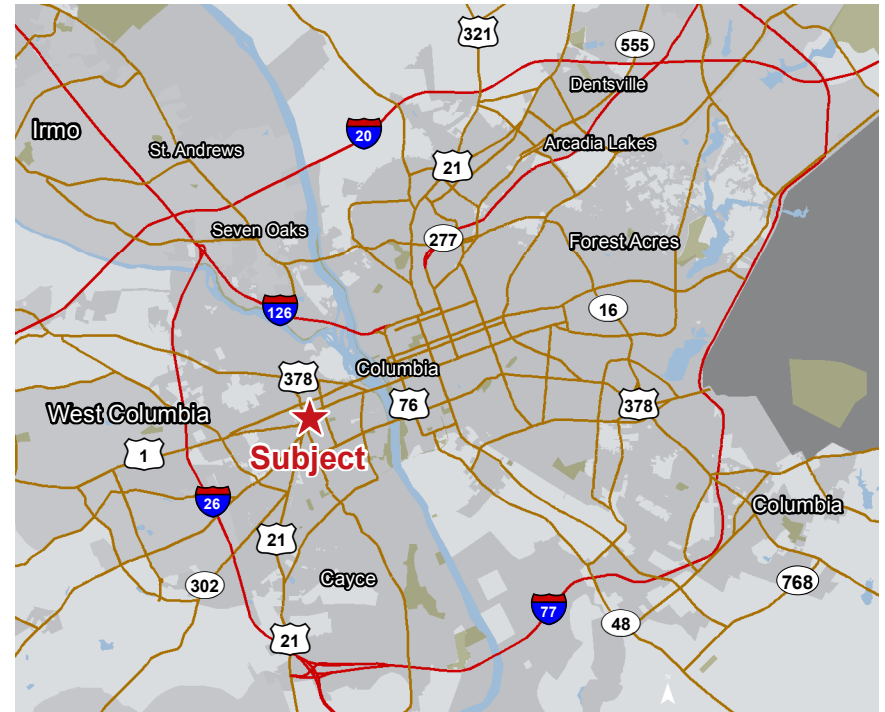 321
555
Dentsville
Irmo
20
St. Andrews
Arcadia Lakes
21
Seven Oaks
277
Forest Acres
126
16
378
Columbia
West Columbia
76
378
1
Subject
26
Columbia
21
302
Cayce
768
77
48
21